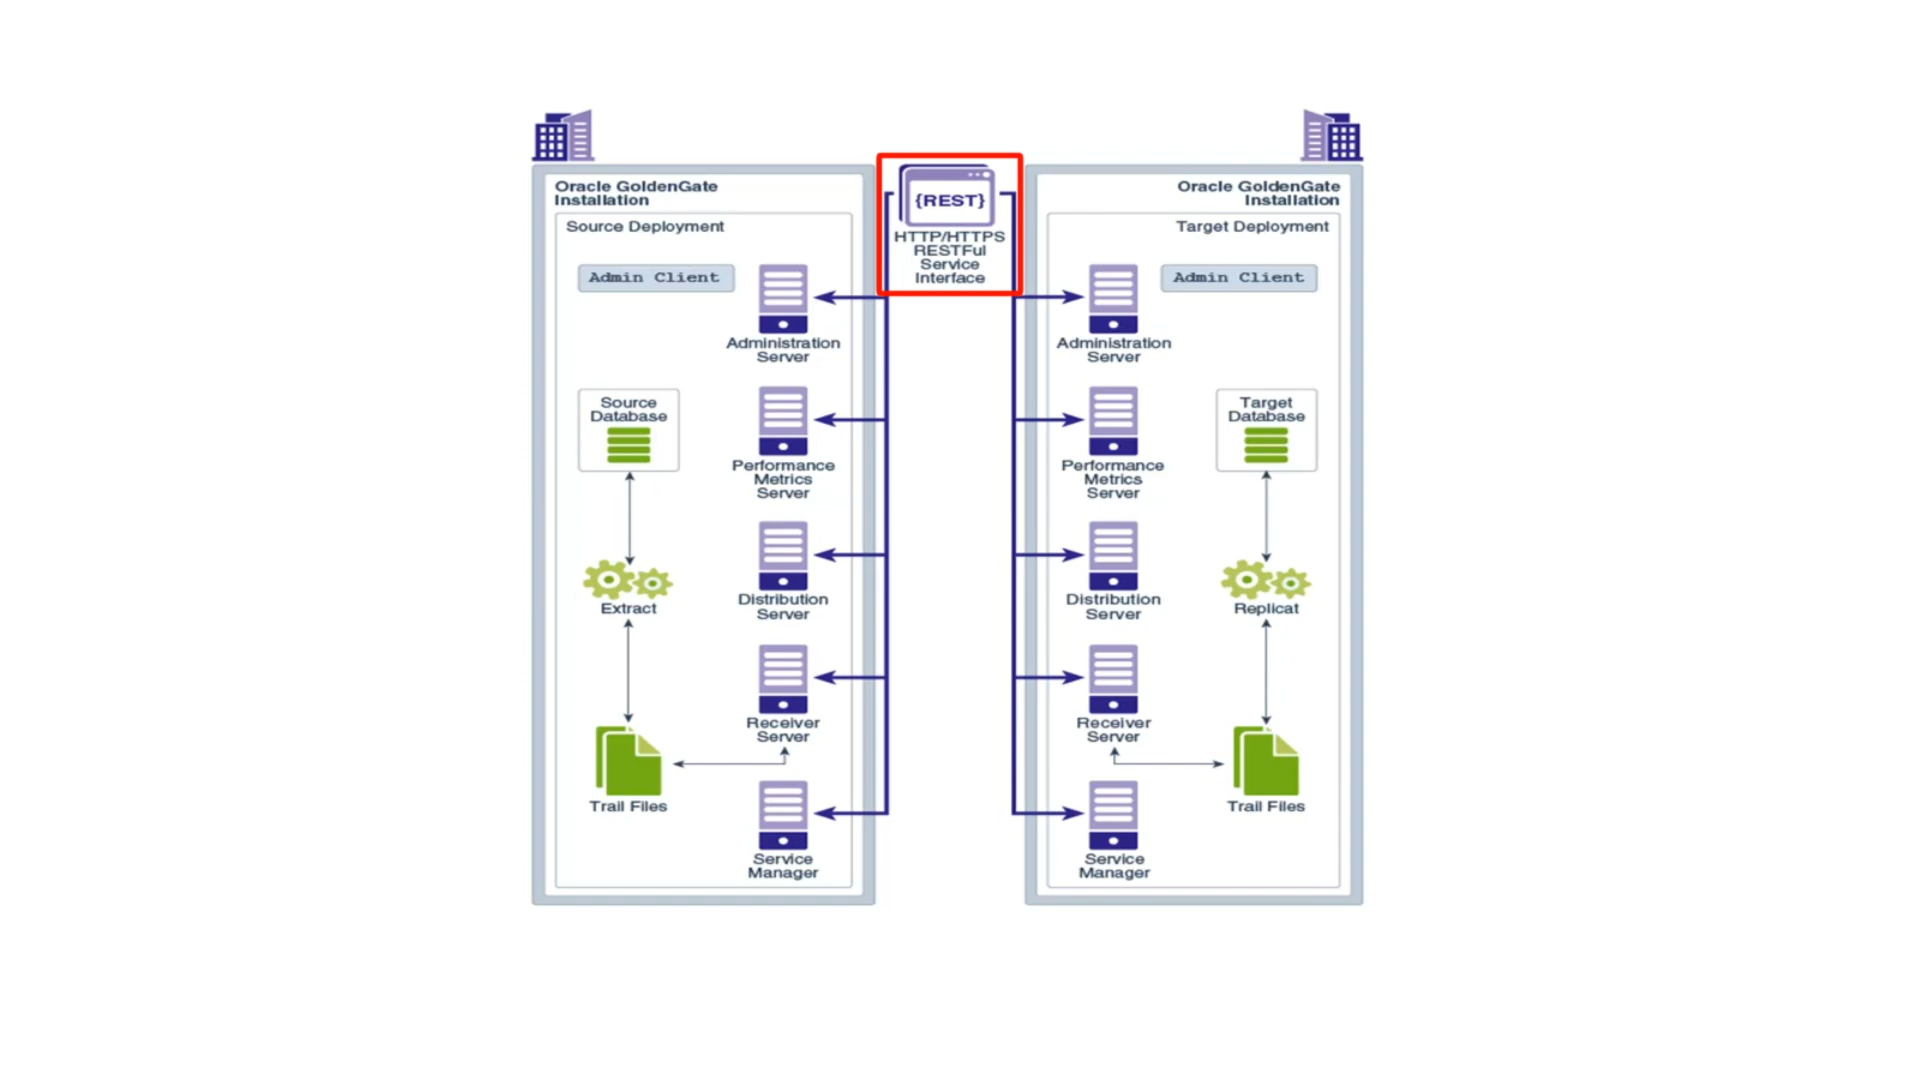 Oracle GoldenGate
Installation
Source Deployment
Admin Client
Administration
Server
Source
Database
Performance
Metrics
Server
Extract
Distribution
Server
Receiver
Server
Trail Files
Service
Manager
{REST}
HTTP/HTTPS
RESTFul
Service
Interface
Oracle GoldenGate
Installation
Target Deployment
Admin Client
Administration
Server
Target
Database
Performance
Metrics
Server
Distribution
Server
Replicat
Receiver
Server
Trail Files
Service
Manager